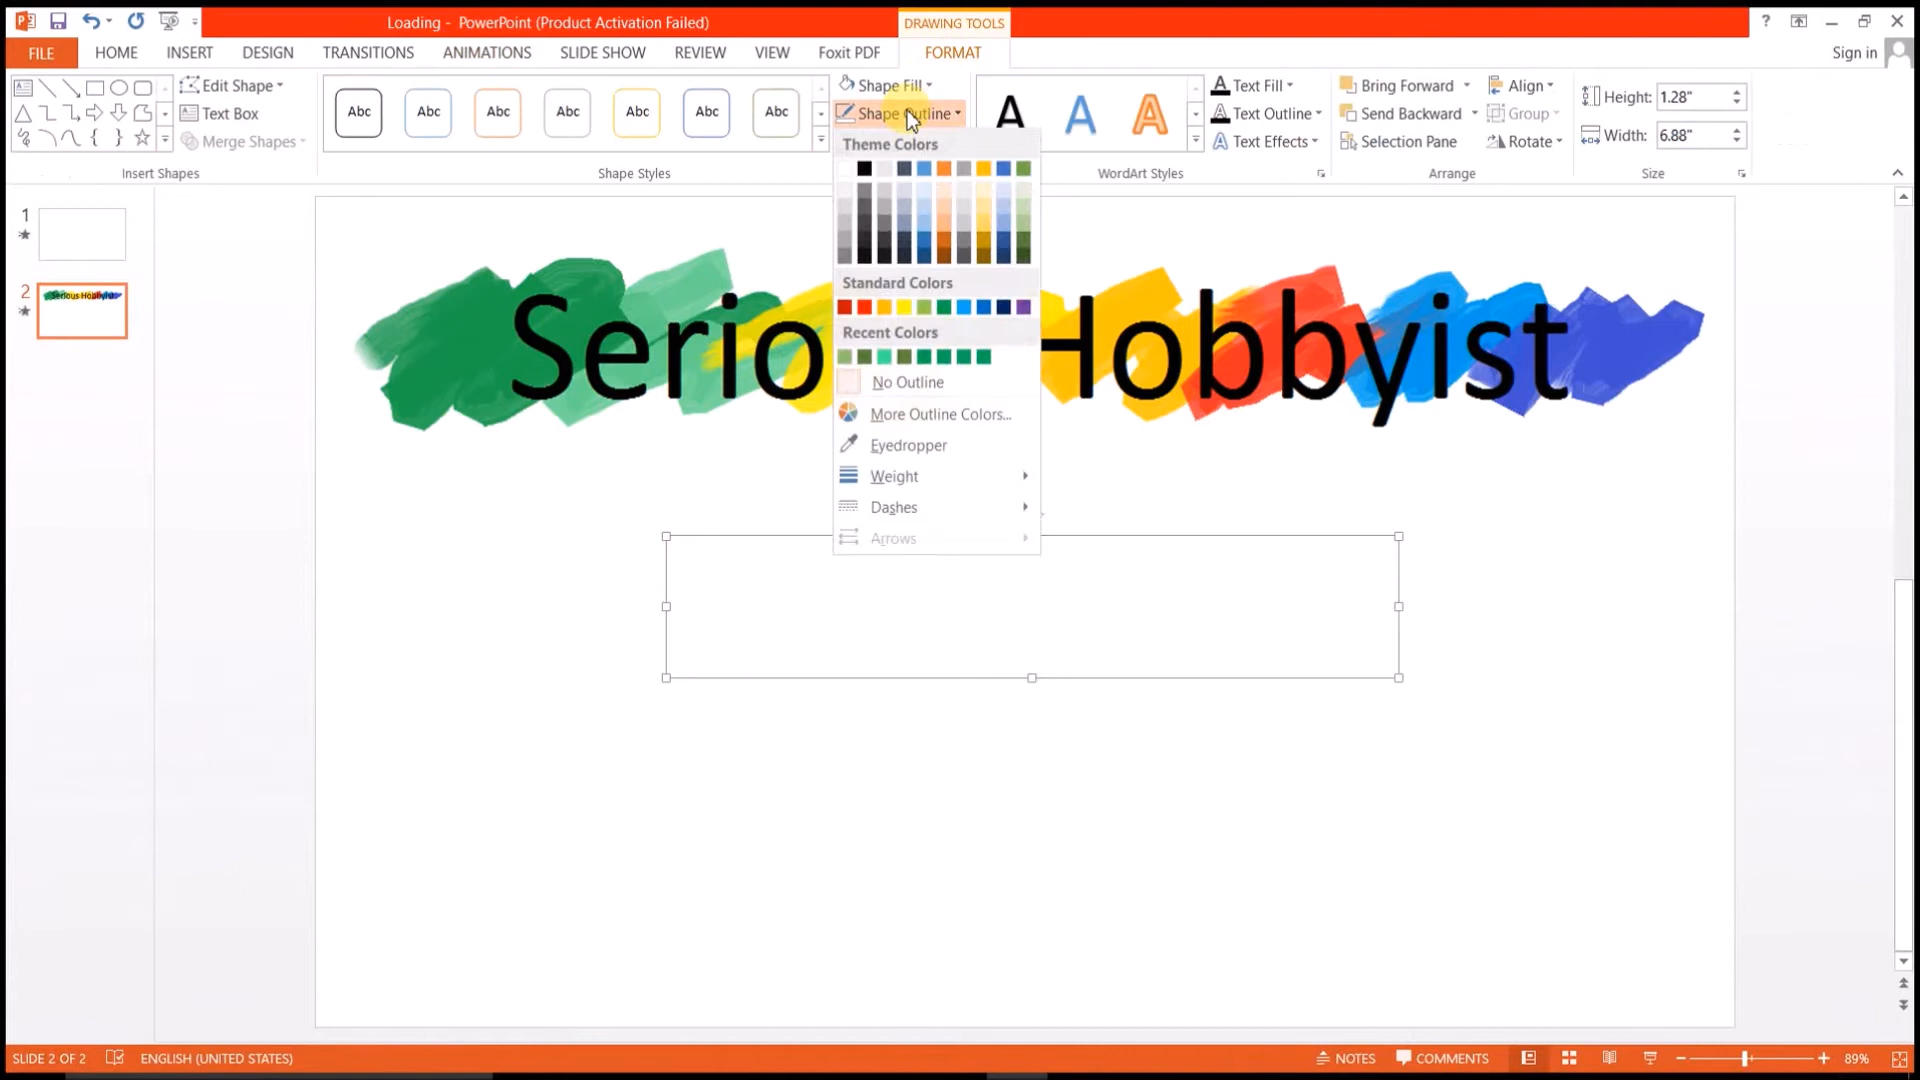 Loading - PowerPoint (Product Activation Failed)
DRAWING TOOLS
?
FILE
HOME
INSERT
DESIGN
TRANSITIONS
ANIMATIONS
SLIDE SHOW
REVIEW
VIEW
Foxit PDF
FORMAT
Sign in
Edit Shape
Text Box
Merge Shapes
Insert Shapes
Abc Abc Abc Abc Abc Abc Abc
Shape Styles
Shape Fill
Shape Outline
A A A
WordArt Styles
Text Fill
Text Outline
Text Effects
Bring Forward
Send Backward
Selection Pane
Align
Group
Rotate
Arrange
Height: 1.28"
Width: 6.88"
Size
Theme Colors
Standard Colors
Recent Colors
No Outline
More Outline Colors...
Eyedropper
Weight
Dashes
Arrows
1
2
Serious Hobbyist
Serio Hobbyist
SLIDE 2 OF 2
ENGLISH (UNITED STATES)
NOTES
COMMENTS
89%